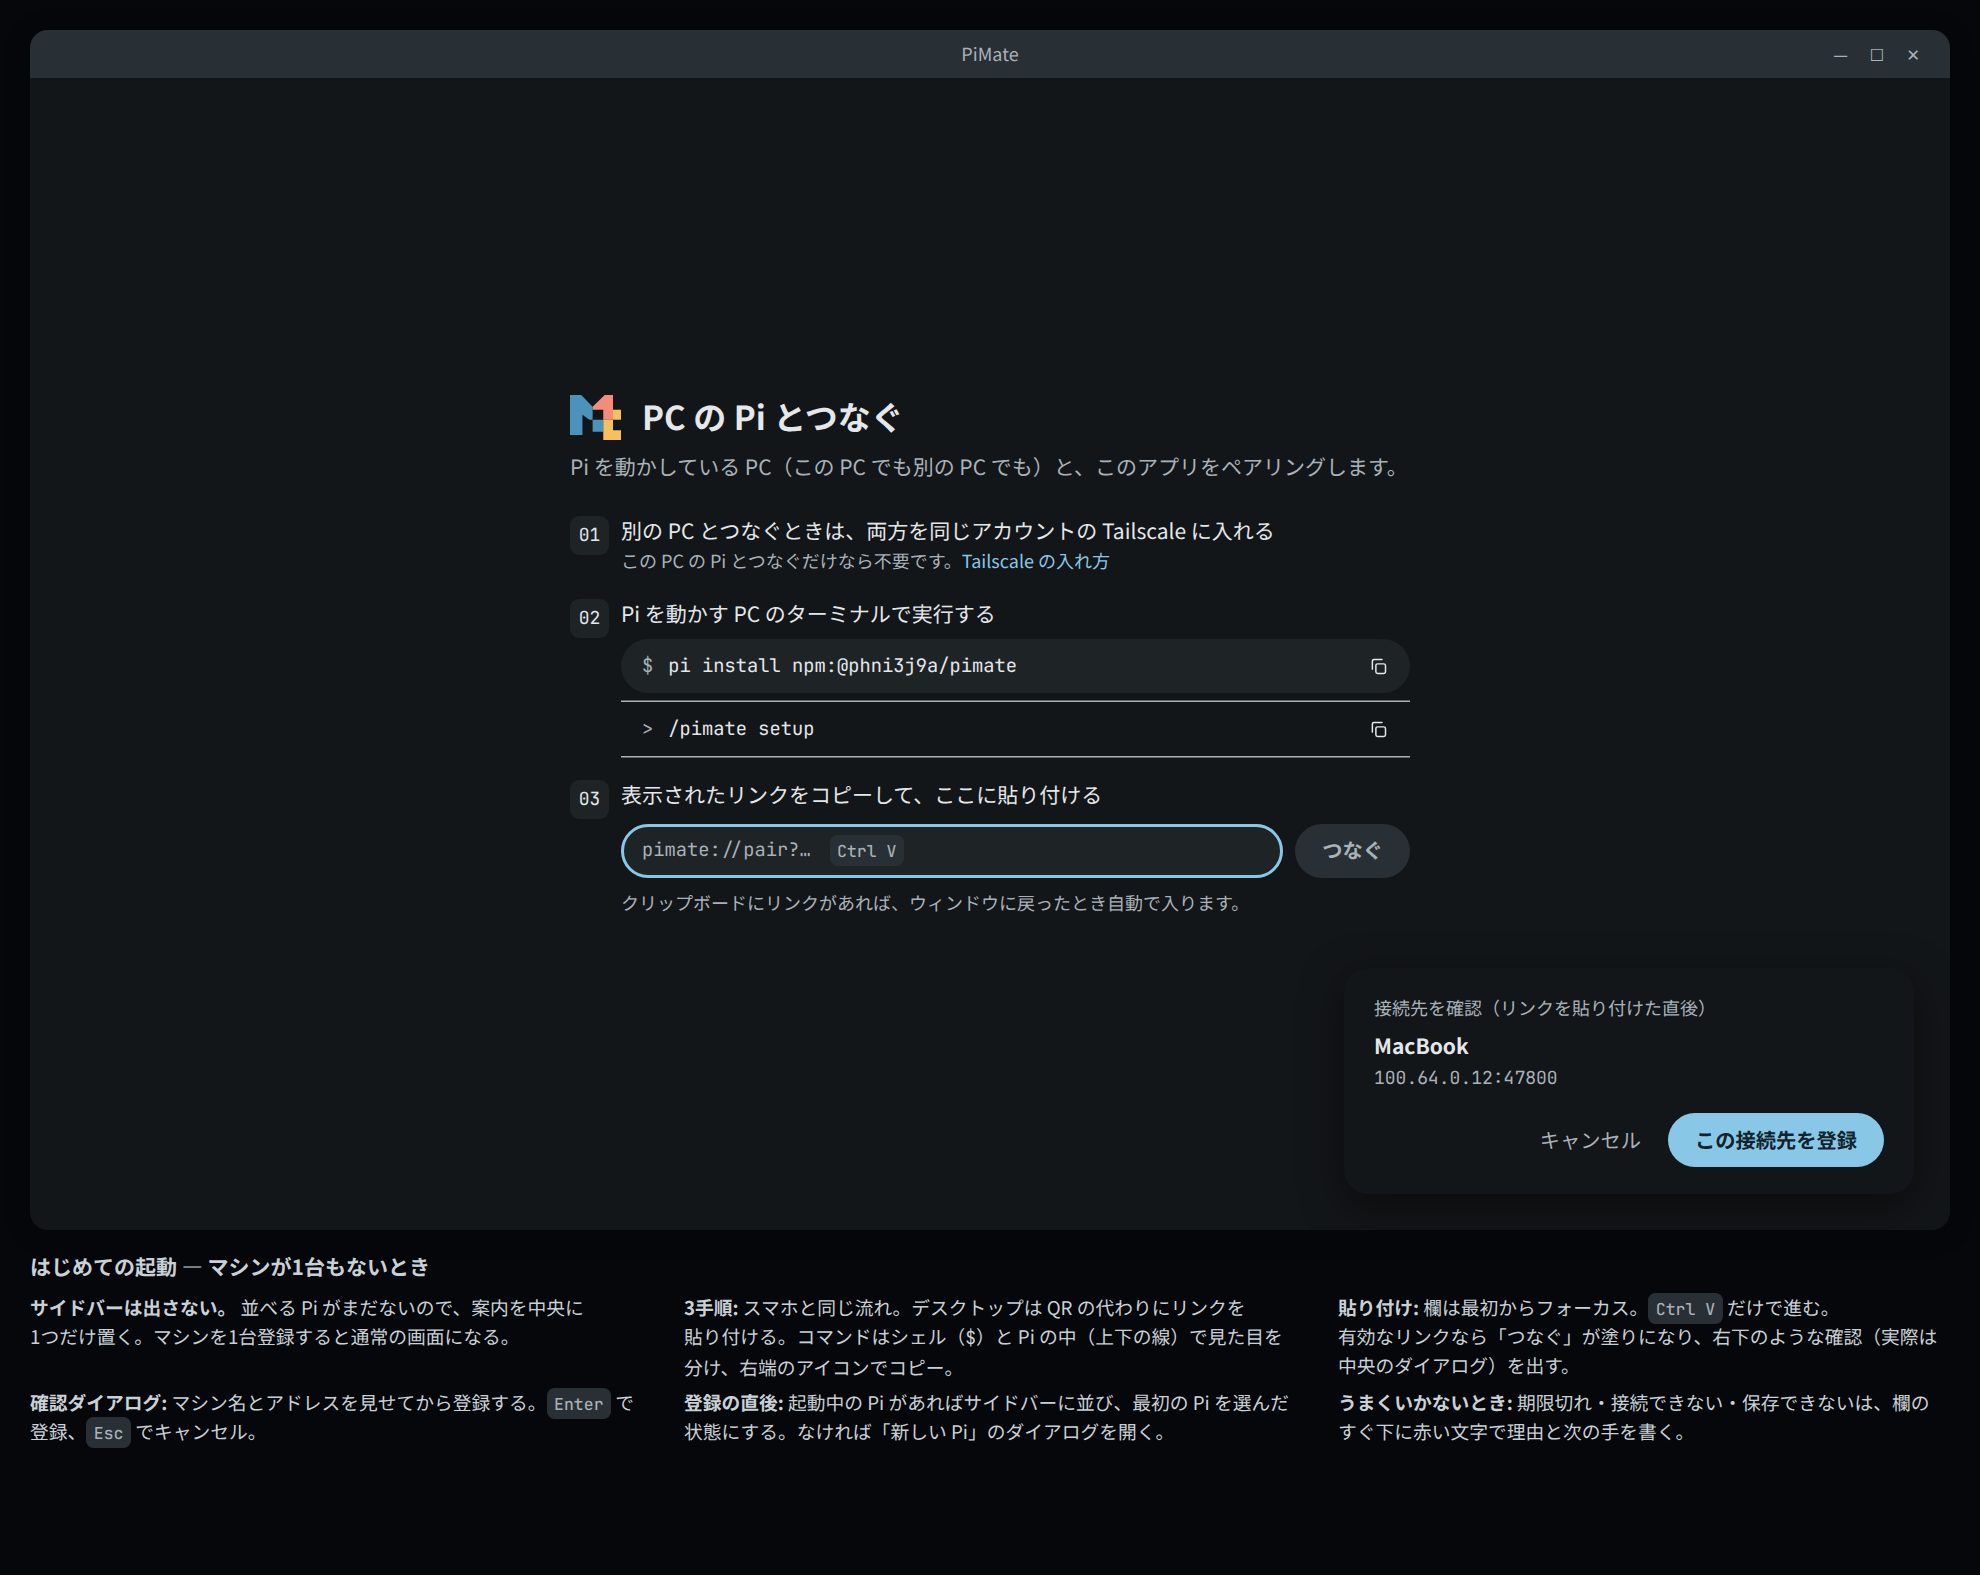 PiMate
PC の Pi とつなぐ
Pi を動かしている PC（この PC でも別の PC でも）と、このアプリをペアリングします。
01
別の PC とつなぐときは、両方を同じアカウントの Tailscale に入れる
この PC の Pi とつなぐだけなら不要です。Tailscale の入れ方
02
Pi を動かす PC のターミナルで実行する
$ pi install npm:@phni3j9a/pimate
> /pimate setup
03
表示されたリンクをコピーして、ここに貼り付ける
pimate://pair?… Ctrl V
つなぐ
クリップボードにリンクがあれば、ウィンドウに戻ったとき自動で入ります。
接続先を確認（リンクを貼り付けた直後）
MacBook
100.64.0.12:47800
キャンセル
この接続先を登録
はじめての起動 — マシンが1台もないとき
サイドバーは出さない。 並べる Pi がまだないので、案内を中央に
1つだけ置く。マシンを1台登録すると通常の画面になる。
3手順: スマホと同じ流れ。デスクトップは QR の代わりにリンクを
貼り付ける。コマンドはシェル（$）と Pi の中（上下の線）で見た目を
分け、右端のアイコンでコピー。
貼り付け: 欄は最初からフォーカス。 Ctrl V だけで進む。
有効なリンクなら「つなぐ」が塗りになり、右下のような確認（実際は
中央のダイアログ）を出す。
確認ダイアログ: マシン名とアドレスを見せてから登録する。 Enter で
登録、 Esc でキャンセル。
登録の直後: 起動中の Pi があればサイドバーに並び、最初の Pi を選んだ
状態にする。なければ「新しい Pi」のダイアログを開く。
うまくいかないとき: 期限切れ・接続できない・保存できないは、欄の
すぐ下に赤い文字で理由と次の手を書く。